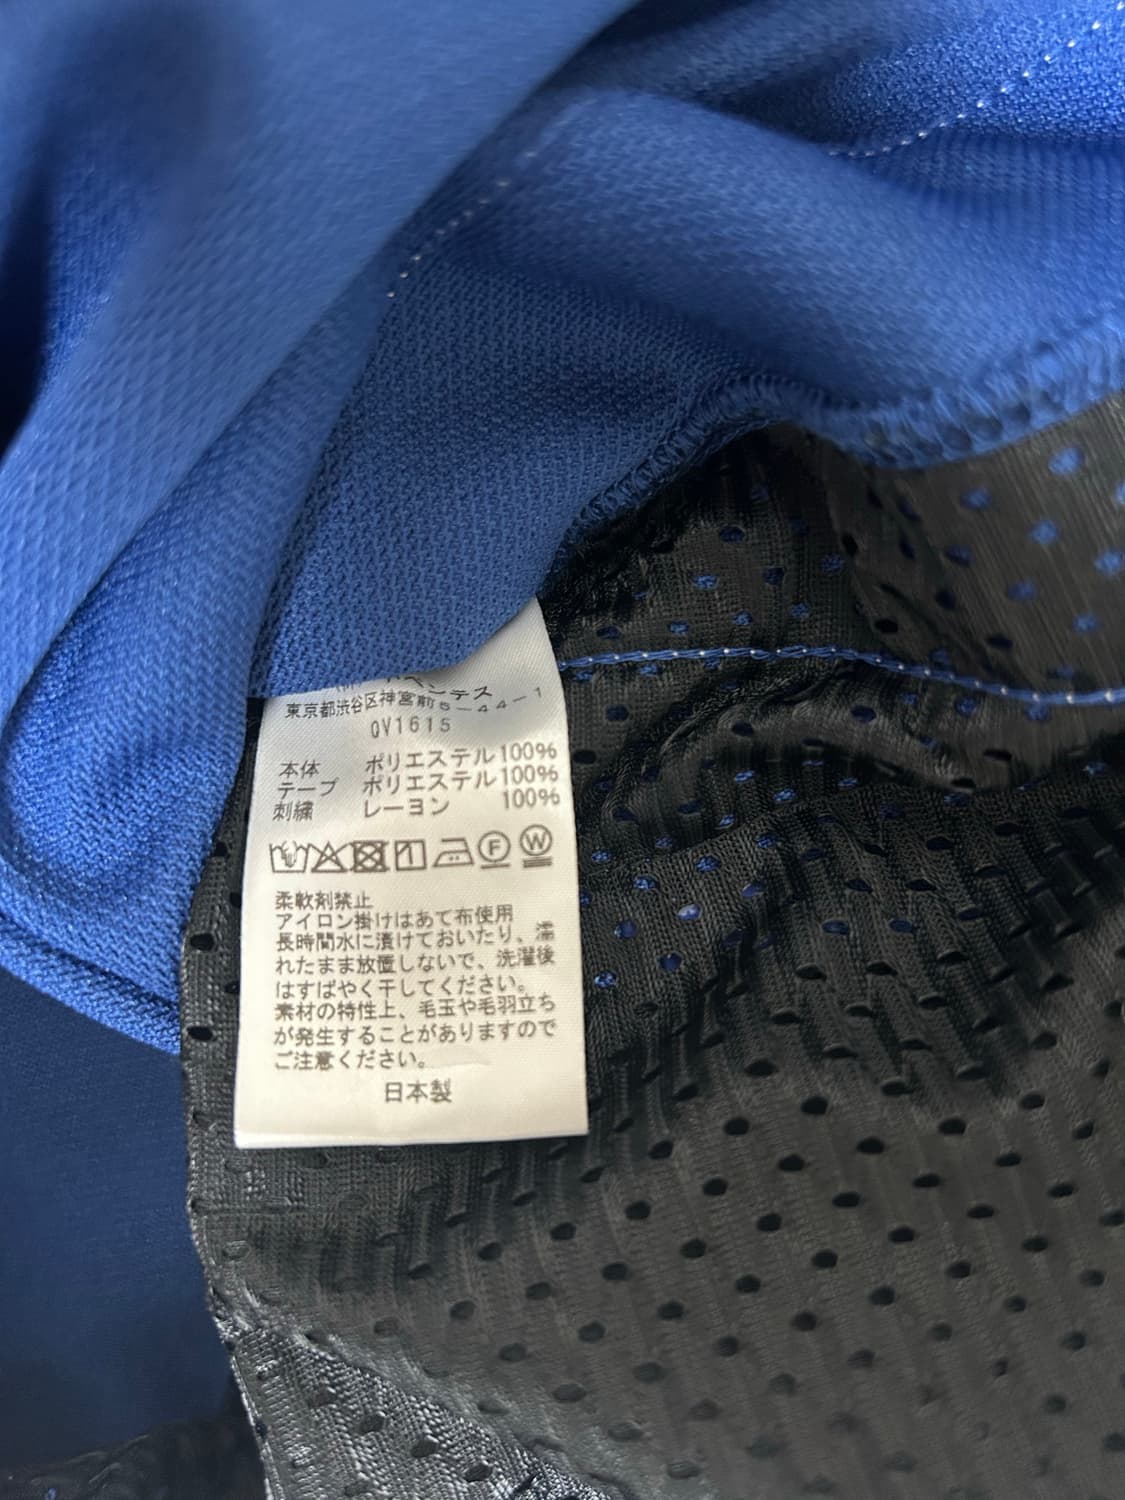 ペンテス
東京都渋谷区神宮前5-44-1
OV1615
本体 ポリエステル 100%
テープ ポリエステル 100%
刺繍 レーヨン 100%
F W
柔軟剤禁止
アイロン掛けはあて布使用
長時間水に漬けておいたり、濡
れたまま放置しないで、洗濯後
はすばやく干してください。
素材の特性上、毛玉や毛羽立ち
が発生することがありますので
ご注意ください。
日本製